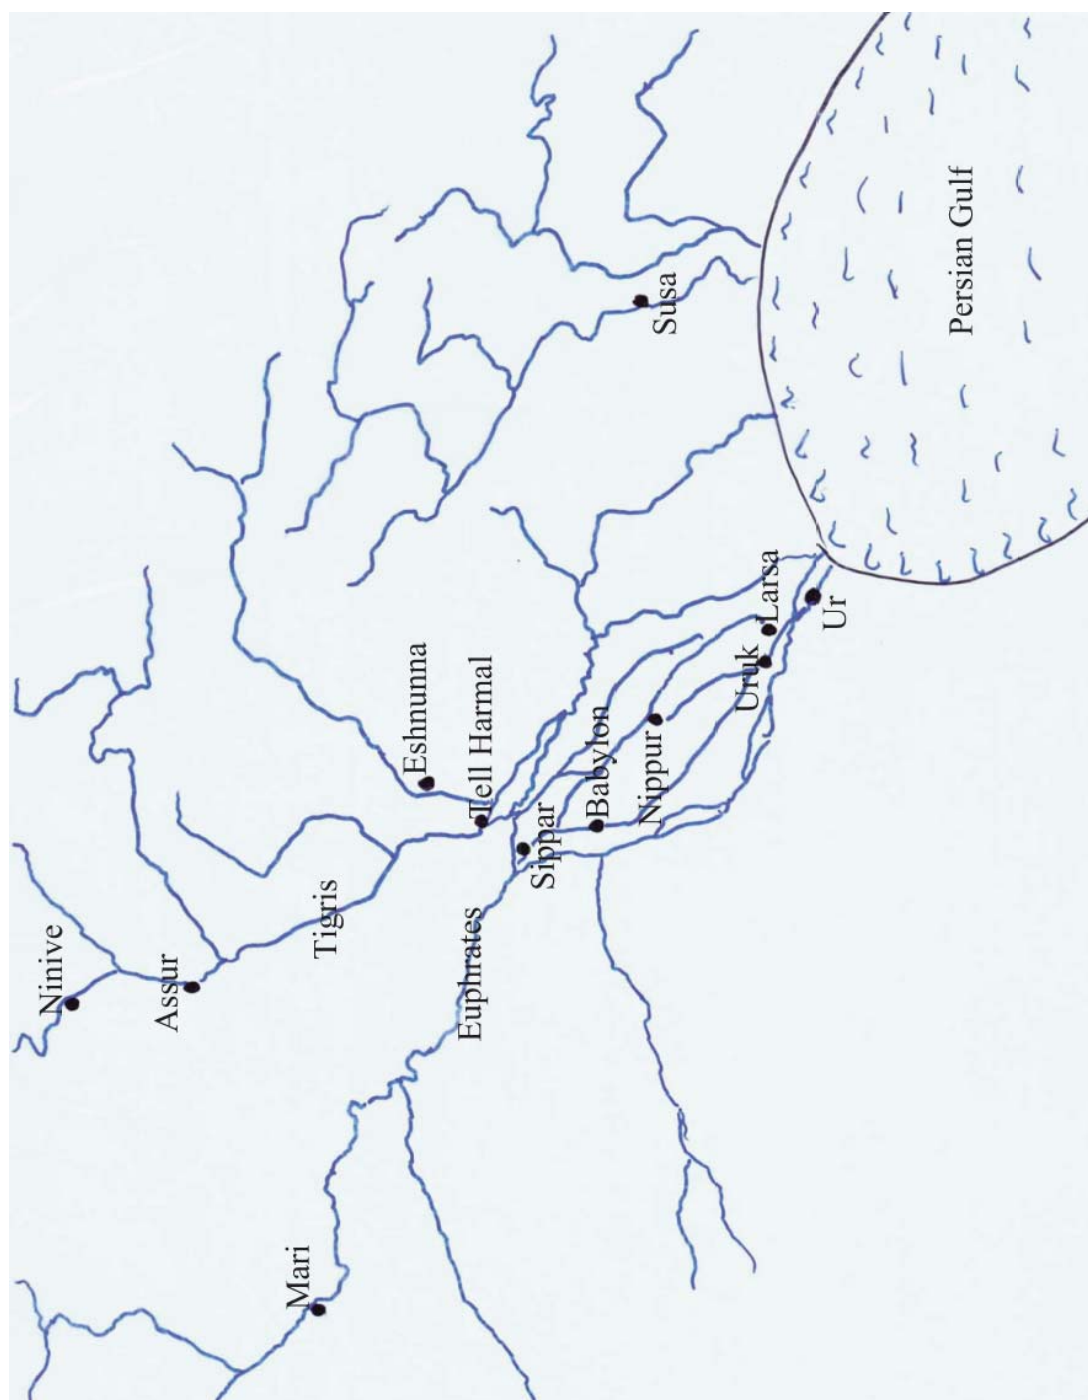 Ninive
Assur
Mari
Tigris
Eshnunna
Euphrates
Tell Harmal
Sippar
Babylon
Nippur
Susa
Uruk
Larsa
Ur
Persian Gulf